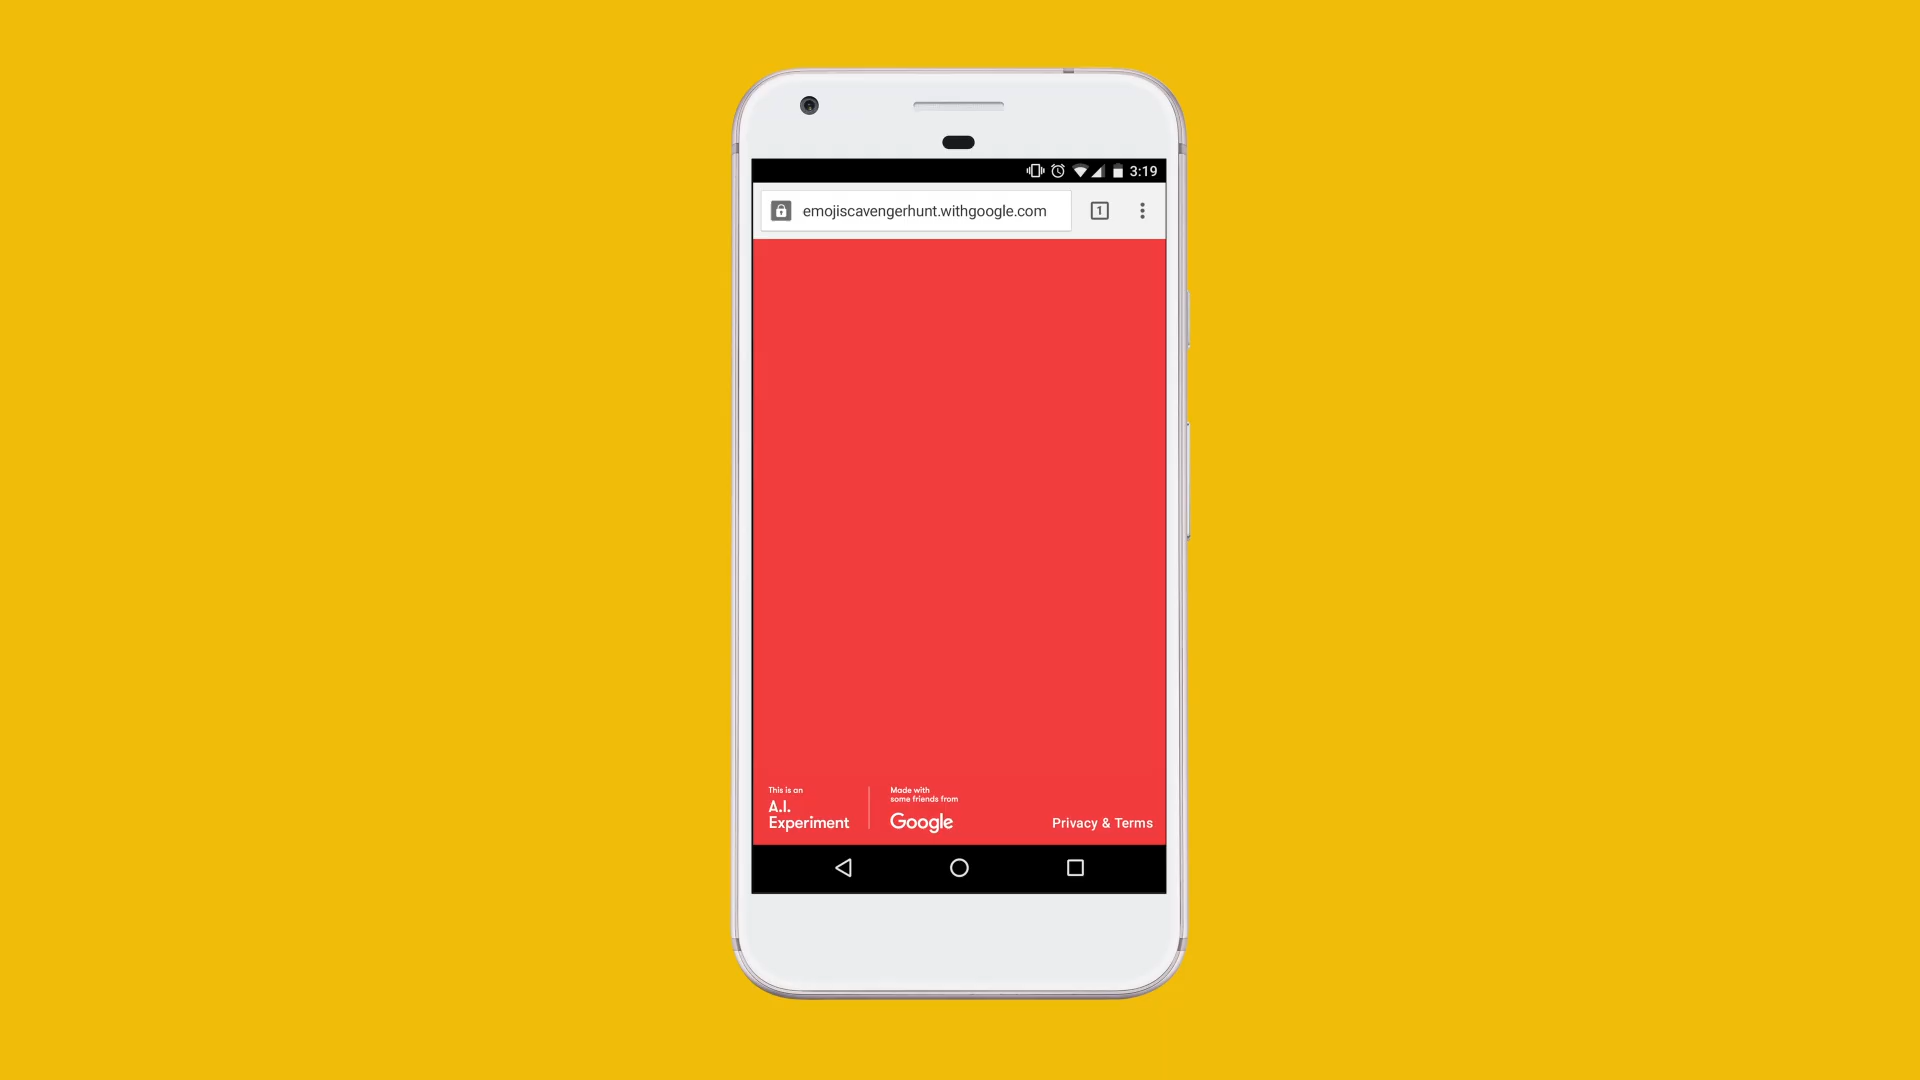 3:19
emojiscavengerhunt.withgoogle.com
1
This is an
A.I.
Experiment
Made with
some friends from
Google
Privacy & Terms